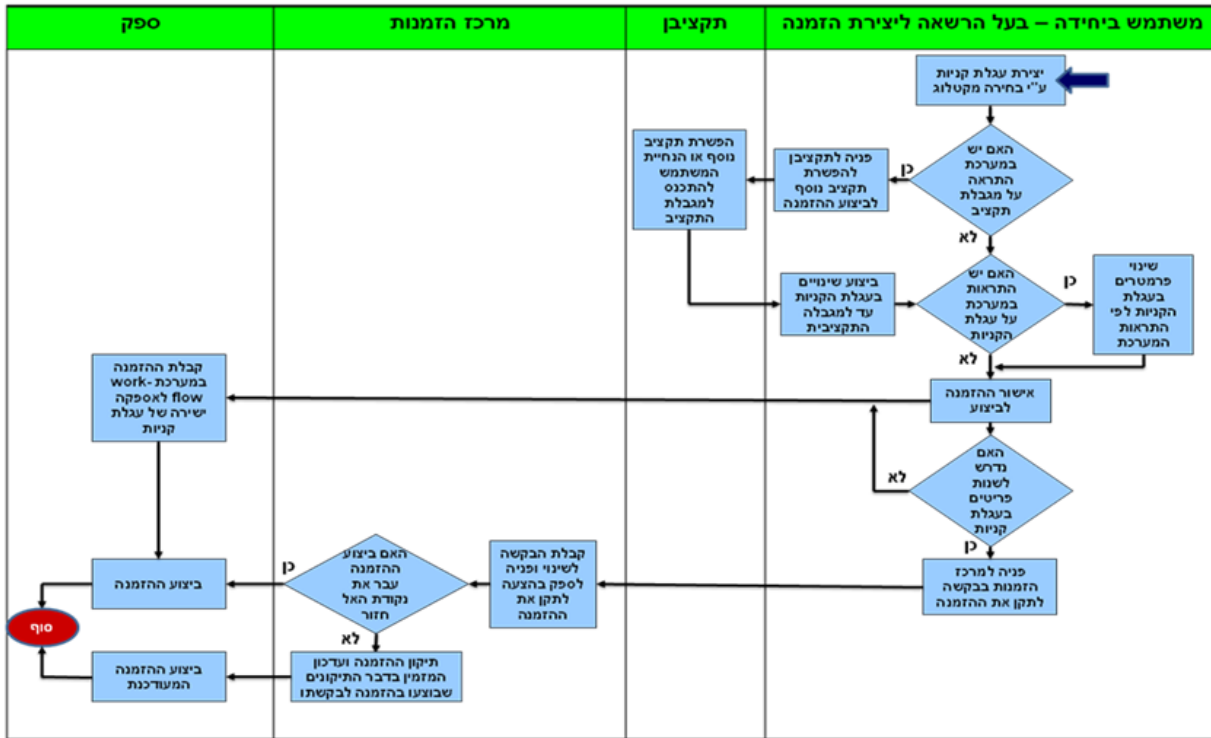 משתמש ביחידה – בעל הרשאה ליצירת הזמנה
תקציבן
מרכז הזמנות
ספק
יצירת עגלת קניות
ע"י בחירה מקטלוג
האם יש
במערכת
התראה
על מגבלת
תקציב
כן
לא
פניה לתקציבן
להפשרת
תקציב נוסף
לביצוע ההזמנה
הפשרת תקציב
נוסף או הנחיית
המשתמש
להתכנס
למגבלת
התקציב
ביצוע שינויים
בעגלת הקניות
עד למגבלה
התקציבית
האם יש
התראות
במערכת
על עגלת
הקניות
כן
לא
שינוי
פרמטרים
בעגלת
הקניות לפי
התראות
המערכת
אישור ההזמנה
לביצוע
קבלת ההזמנה
במערכת work-
flow לאספקה
ישירה של עגלת
קניות
האם
נדרש
לשנות
פריטים
בעגלת
קניות
לא
כן
פניה למרכז
הזמנות בבקשה
לתקן את ההזמנה
קבלת הבקשה
לשינוי ופניה
לספק בהצעה
לתקן את
ההזמנה
האם ביצוע
ההזמנה
עבר את
נקודת האל
חזור
כן
לא
ביצוע ההזמנה
תיקון ההזמנה ועדכון
המזמין בדבר התיקונים
שבוצעו בהזמנה לבקשתו
ביצוע ההזמנה
המעודכנת
סוף